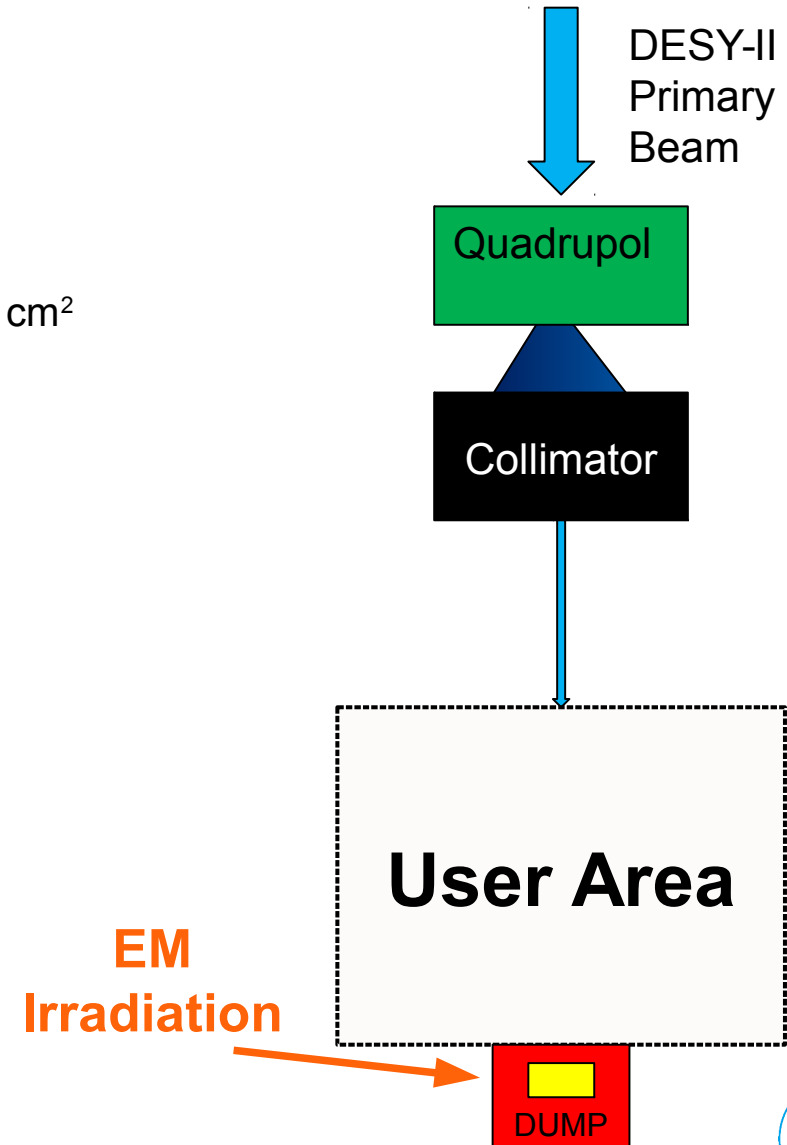 DESY-II
Primary
Beam
Quadrupol
cm²
Collimator
User Area
EM
Irradiation
DUMP